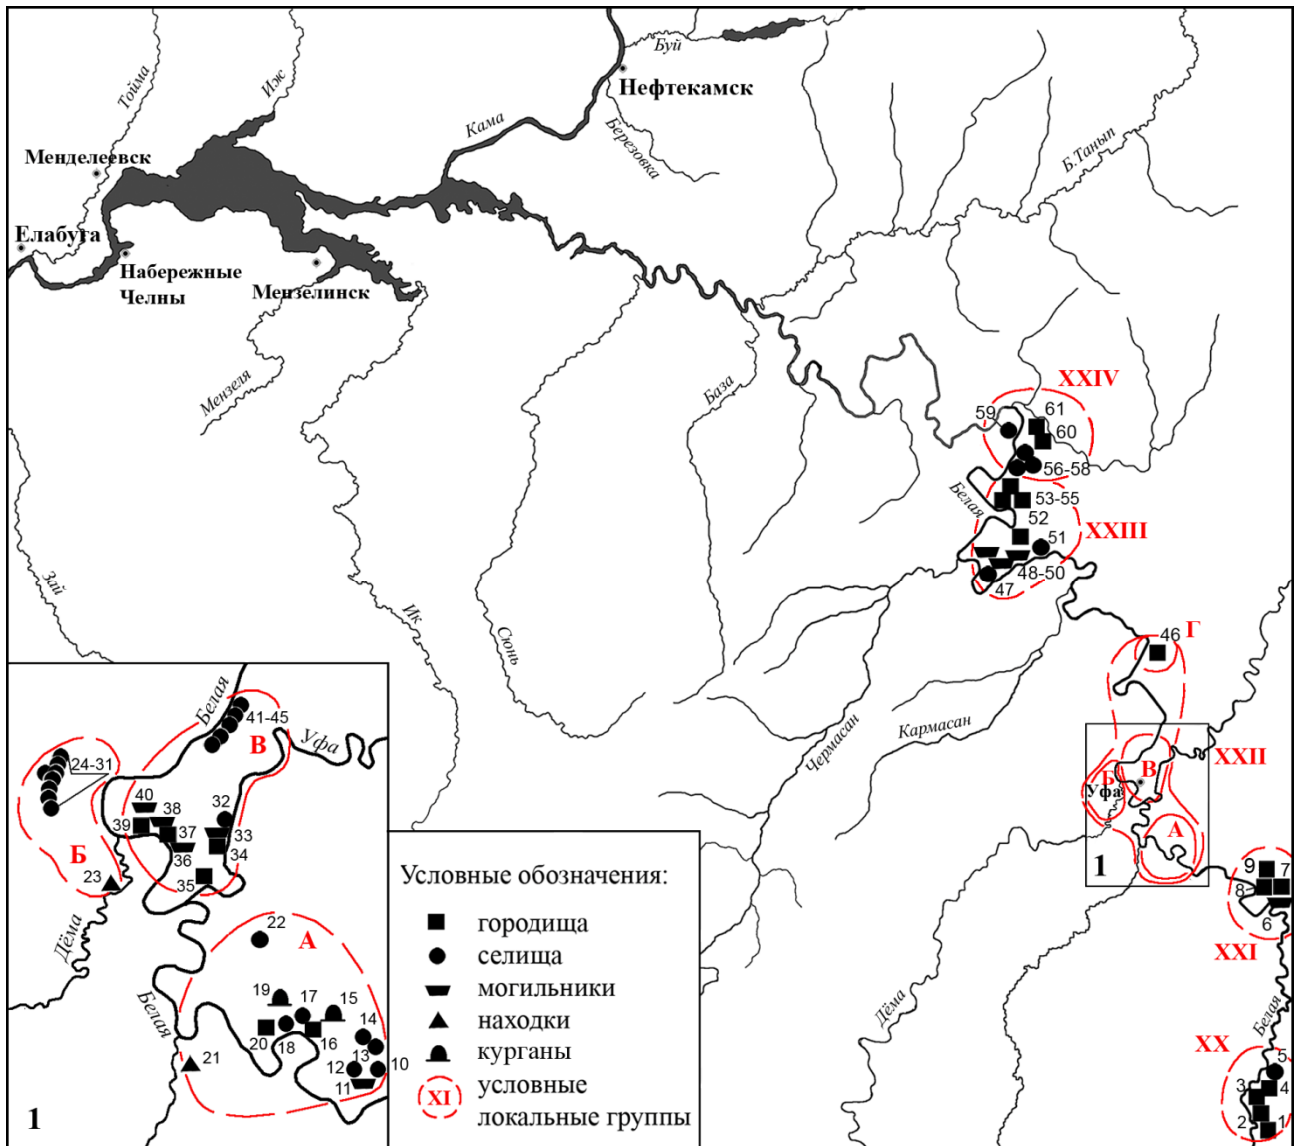 Буй
Нефтекамск
Тойма
Иж
Кама
Березовка
Б.Танып
Менделеевск
Елабуга
Набережные
Челны
Мензелинск
Мензеля
База
Зай
Ик
Сюнь
XXIV
59
61
60
56-58
Белая
53-55
52
XXIII
51
48-50
47
46
Г
Чермасан
Кармасан
XXII
Б
В
Уфа
А
1
Дёма
9
7
8
6
XXI
Белая
XX
5
3
4
2
1
Белая
41-45
В
Уфа
24-31
40
38
32
39
37
33
36
34
Б
23
35
Дёма
22
А
19
17
15
14
20
18
16
13
12
10
11
Белая
21
1
Условные обозначения:
городища
селища
могильники
находки
курганы
XI
условные
локальные группы